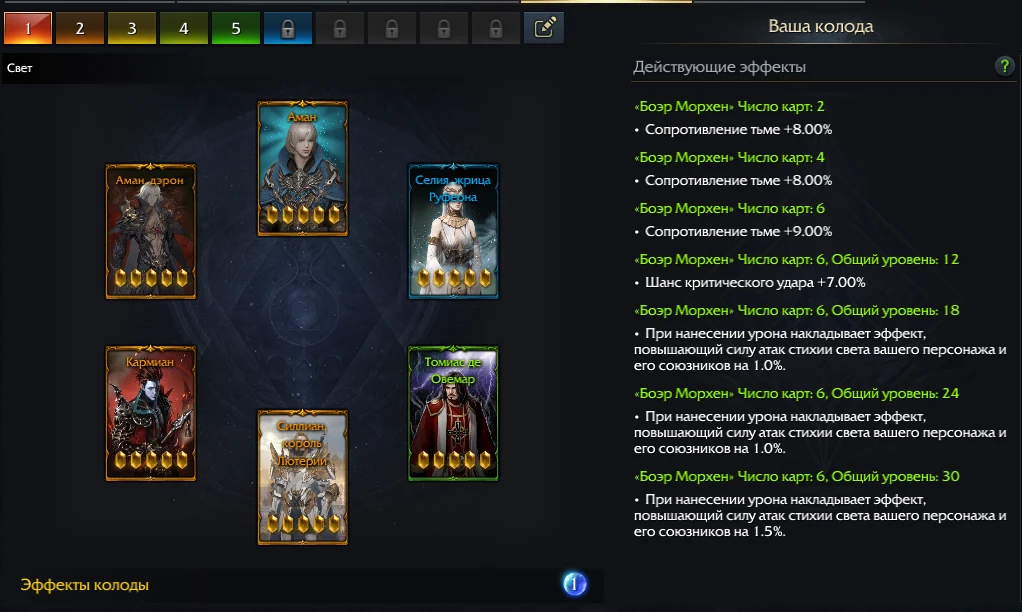 1 2 3 4 5
Ваша колода
Свет
Действующие эффекты
?
Аман
Аман, дэрон
Селия, жрица
Руфеона
Кармиан
Томиас де
Овемар
Силлиан,
король
Лютерии
«Боэр Морхен» Число карт: 2
• Сопротивление тьме +8.00%
«Боэр Морхен» Число карт: 4
• Сопротивление тьме +8.00%
«Боэр Морхен» Число карт: 6
• Сопротивление тьме +9.00%
«Боэр Морхен» Число карт: 6, Общий уровень: 12
• Шанс критического удара +7.00%
«Боэр Морхен» Число карт: 6, Общий уровень: 18
• При нанесении урона накладывает эффект,
повышающий силу атак стихии света вашего персонажа и
его союзников на 1.0%.
«Боэр Морхен» Число карт: 6, Общий уровень: 24
• При нанесении урона накладывает эффект,
повышающий силу атак стихии света вашего персонажа и
его союзников на 1.0%.
«Боэр Морхен» Число карт: 6, Общий уровень: 30
• При нанесении урона накладывает эффект,
повышающий силу атак стихии света вашего персонажа и
его союзников на 1.5%.
Эффекты колоды
1